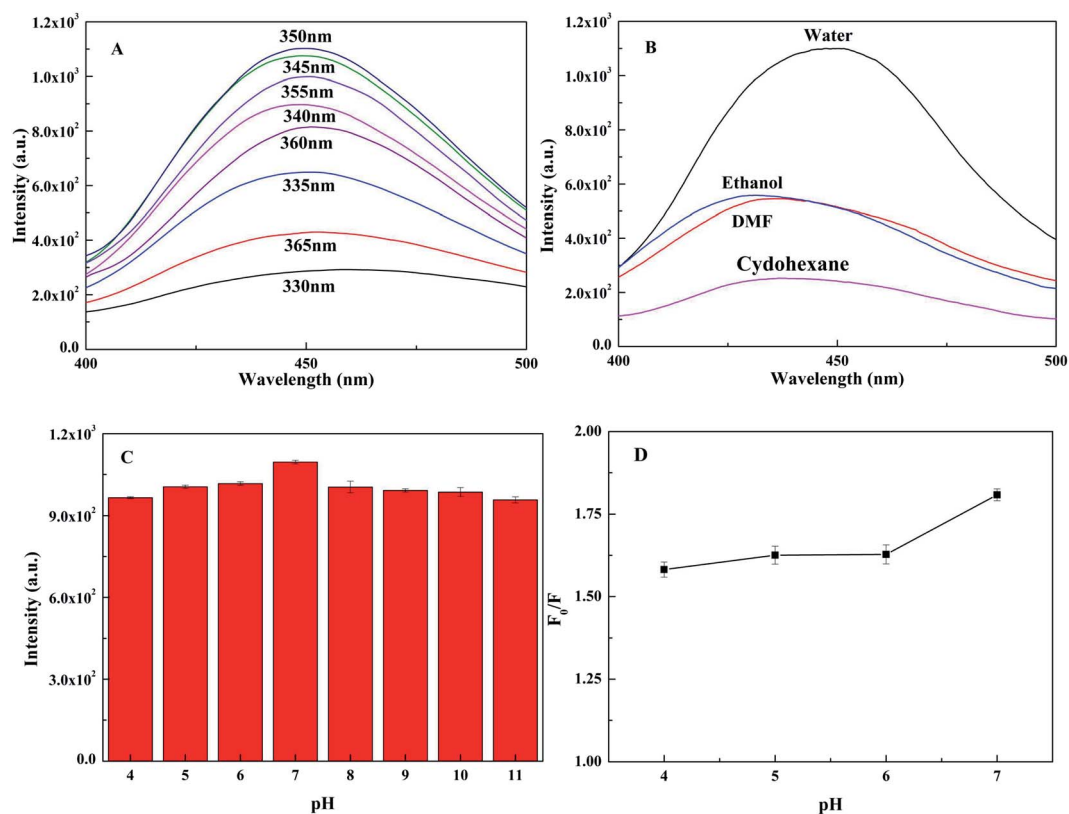 A
1.2x10³
1.0x10³
8.0x10²
6.0x10²
4.0x10²
2.0x10²
0.0
Intensity (a.u.)
350nm
345nm
355nm
340nm
360nm
335nm
365nm
330nm
400
450
500
Wavelength (nm)
B
1.2x10³
1.0x10³
8.0x10²
6.0x10²
4.0x10²
2.0x10²
0.0
Intensity (a.u.)
Water
Ethanol
DMF
Cydohexane
400
450
500
Wavelength (nm)
C
1.2x10³
9.0x10²
6.0x10²
3.0x10²
0.0
Intensity (a.u.)
4 5 6 7 8 9 10 11
pH
D
2.00
1.75
1.50
1.25
1.00
F₀/F
4 5 6 7
pH